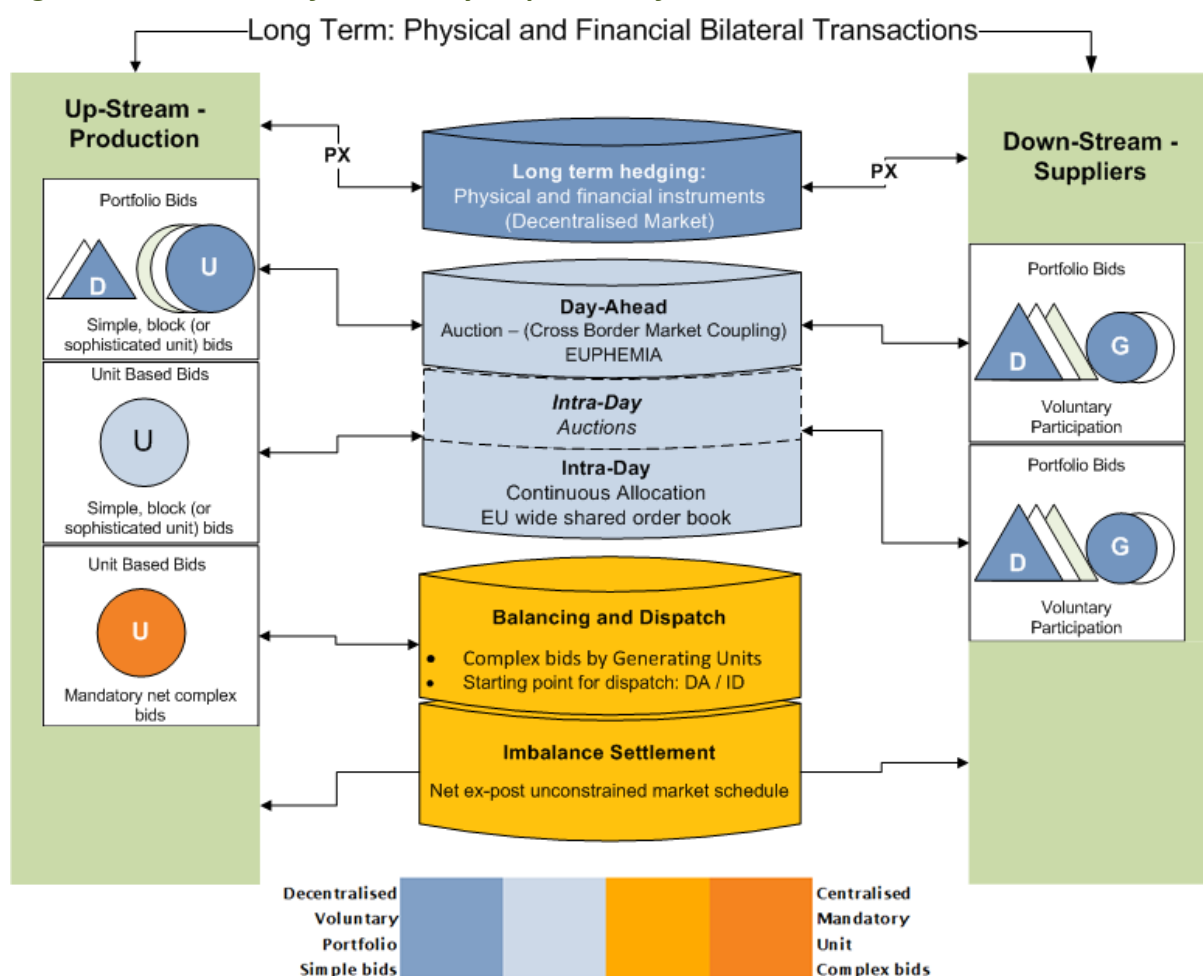 Long Term: Physical and Financial Bilateral Transactions
Up-Stream -
Production
PX
Long term hedging:
Physical and financial instruments
(Decentralised Market)
PX
Down-Stream -
Suppliers
Portfolio Bids
D
U
Simple, block (or
sophisticated unit) bids
Day-Ahead
Auction – (Cross Border Market Coupling)
EUPHEMIA
Portfolio Bids
D
G
Voluntary
Participation
Unit Based Bids
U
Simple, block (or
sophisticated unit) bids
Intra-Day
Auctions
Intra-Day
Continuous Allocation
EU wide shared order book
Portfolio Bids
D
G
Voluntary
Participation
Unit Based Bids
U
Mandatory net complex
bids
Balancing and Dispatch
• Complex bids by Generating Units
• Starting point for dispatch: DA / ID
Imbalance Settlement
Net ex-post unconstrained market schedule
Decentralised
Voluntary
Portfolio
Simple bids
Centralised
Mandatory
Unit
Complex bids